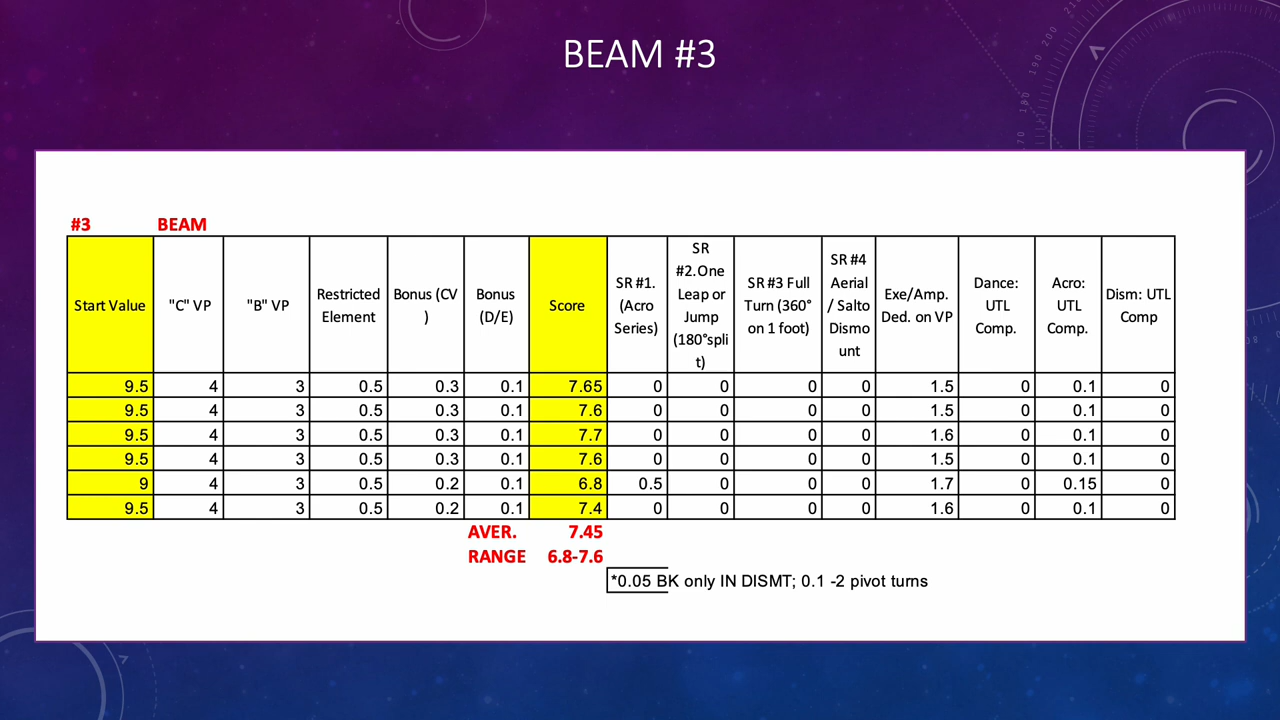 BEAM #3
#3 BEAM
Start Value "C" VP "B" VP Restricted Element Bonus (CV ) Bonus (D/E) Score SR #1. (Acro Series) SR #2.One Leap or Jump (180°split) SR #3 Full Turn (360° on 1 foot) SR #4 Aerial / Salto Dismount Exe/Amp. Ded. on VP Dance: UTL Comp. Acro: UTL Comp. Dism: UTL Comp
9.5 4 3 0.5 0.3 0.1 7.65 0 0 0 0 1.5 0 0.1 0
9.5 4 3 0.5 0.3 0.1 7.6 0 0 0 0 1.5 0 0.1 0
9.5 4 3 0.5 0.3 0.1 7.7 0 0 0 0 1.6 0 0.1 0
9.5 4 3 0.5 0.3 0.1 7.6 0 0 0 0 1.5 0 0.1 0
9 4 3 0.5 0.2 0.1 6.8 0.5 0 0 0 1.7 0 0.15 0
9.5 4 3 0.5 0.2 0.1 7.4 0 0 0 0 1.6 0 0.1 0
AVER. 7.45
RANGE 6.8-7.6
*0.05 BK only IN DISMT; 0.1 -2 pivot turns